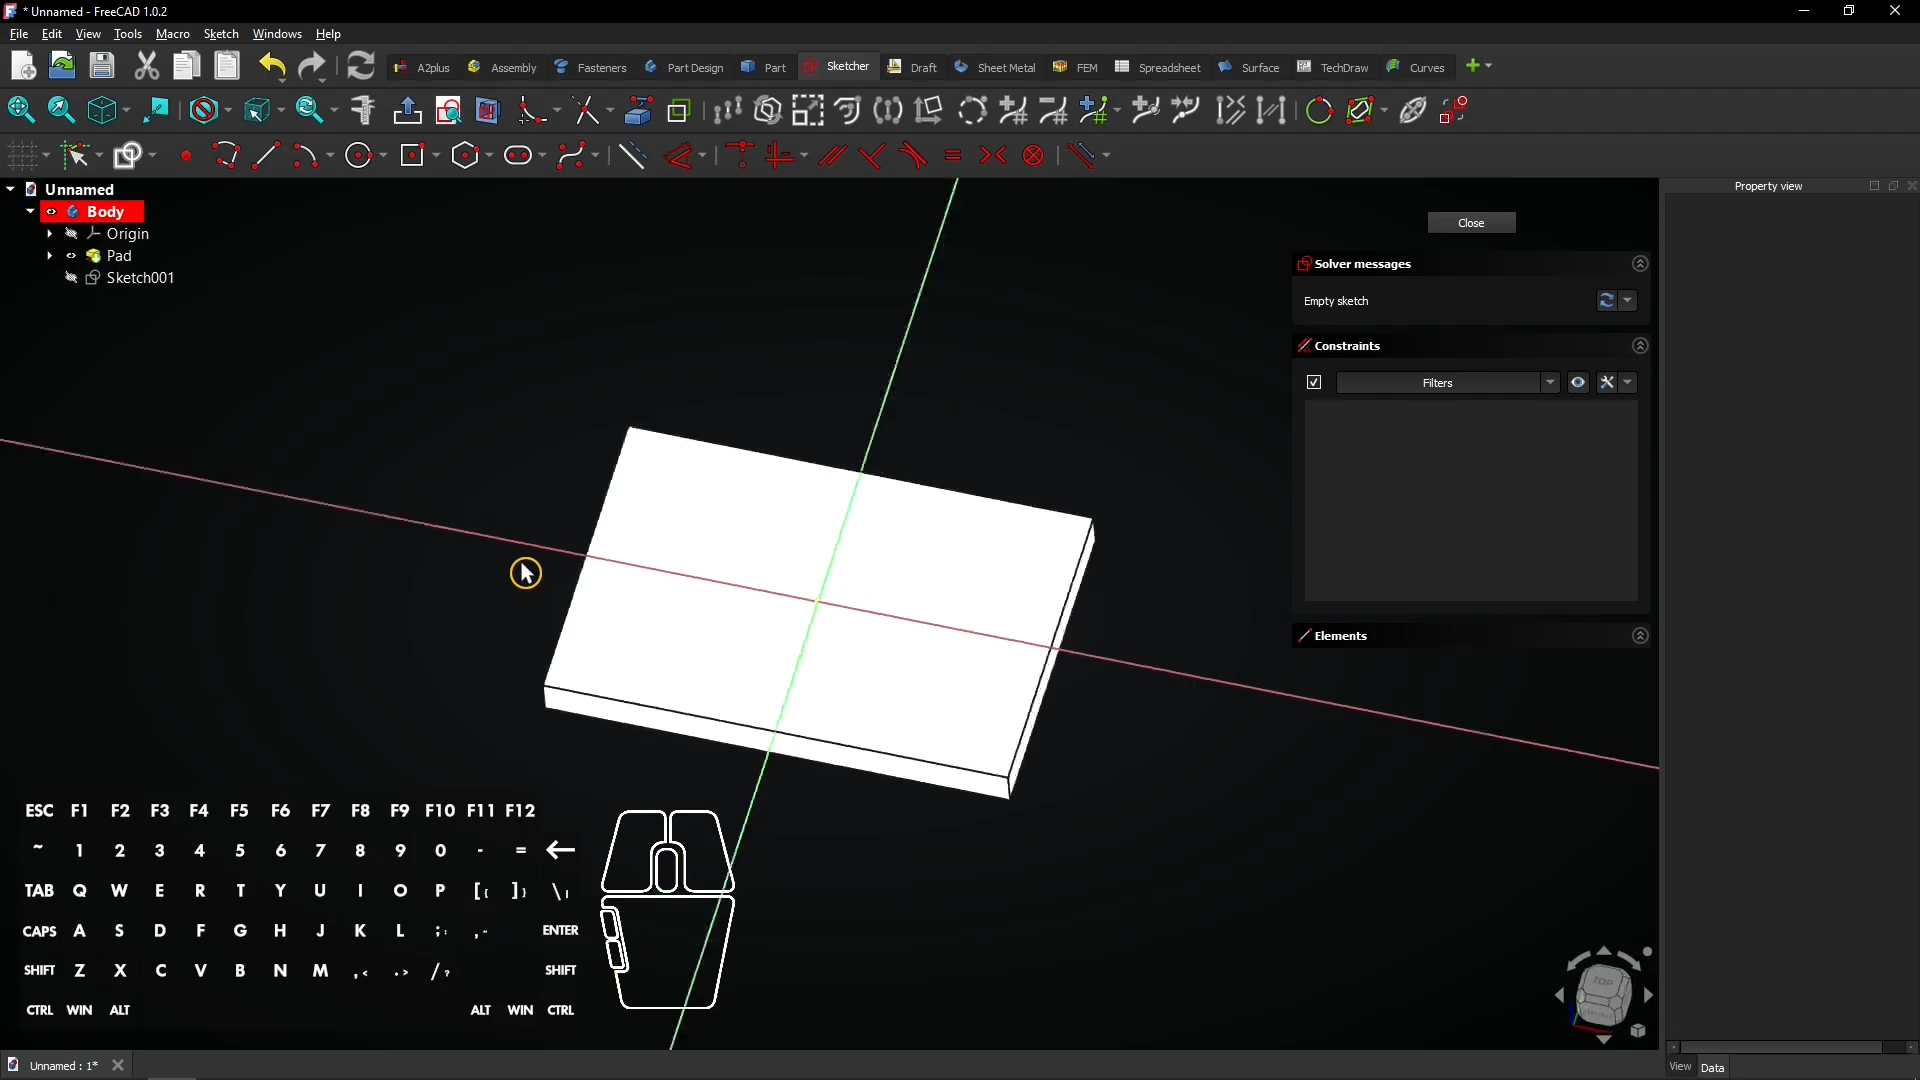 * Unnamed - FreeCAD 1.0.2
File Edit View Tools Macro Sketch Windows Help
A2plus Assembly Fasteners Part Design Part Sketcher Draft Sheet Metal FEM Spreadsheet Surface TechDraw Curves
Unnamed
Body
Origin
Pad
Sketch001
Property view
Close
Solver messages
Empty sketch
Constraints
Filters
Elements
ESC F1 F2 F3 F4 F5 F6 F7 F8 F9 F10 F11 F12
~ 1 2 3 4 5 6 7 8 9 0 - =
TAB Q W E R T Y U I O P [{ ]} \|
CAPS A S D F G H J K L ;: ,"
ENTER
SHIFT Z X C V B N M ,< .> /? SHIFT
CTRL WIN ALT ALT WIN CTRL
TOP
Unnamed : 1*
View Data